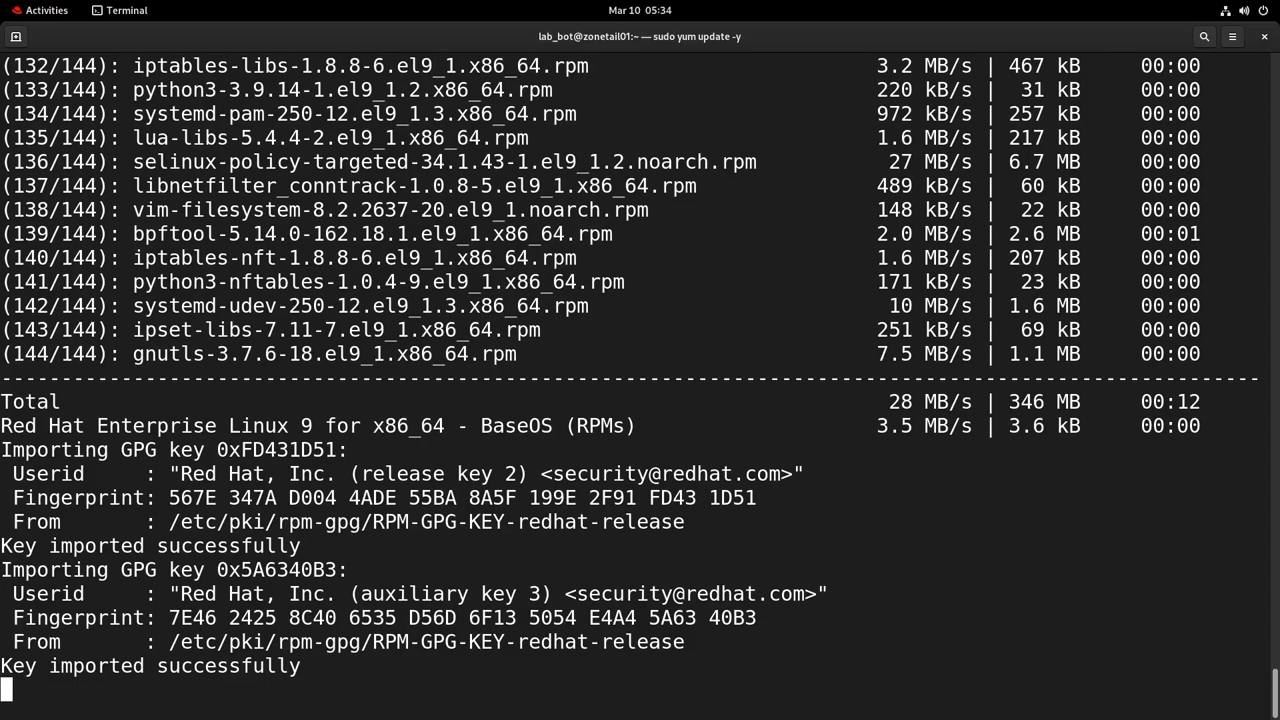 Activities Terminal Mar 10 05:34
lab_bot@zonetail01:~ — sudo yum update -y
(132/144): iptables-libs-1.8.8-6.el9_1.x86_64.rpm 3.2 MB/s | 467 kB 00:00
(133/144): python3-3.9.14-1.el9_1.2.x86_64.rpm 220 kB/s | 31 kB 00:00
(134/144): systemd-pam-250-12.el9_1.3.x86_64.rpm 972 kB/s | 257 kB 00:00
(135/144): lua-libs-5.4.4-2.el9_1.x86_64.rpm 1.6 MB/s | 217 kB 00:00
(136/144): selinux-policy-targeted-34.1.43-1.el9_1.2.noarch.rpm 27 MB/s | 6.7 MB 00:00
(137/144): libnetfilter_conntrack-1.0.8-5.el9_1.x86_64.rpm 489 kB/s | 60 kB 00:00
(138/144): vim-filesystem-8.2.2637-20.el9_1.noarch.rpm 148 kB/s | 22 kB 00:00
(139/144): bpftool-5.14.0-162.18.1.el9_1.x86_64.rpm 2.0 MB/s | 2.6 MB 00:01
(140/144): iptables-nft-1.8.8-6.el9_1.x86_64.rpm 1.6 MB/s | 207 kB 00:00
(141/144): python3-nftables-1.0.4-9.el9_1.x86_64.rpm 171 kB/s | 23 kB 00:00
(142/144): systemd-udev-250-12.el9_1.3.x86_64.rpm 10 MB/s | 1.6 MB 00:00
(143/144): ipset-libs-7.11-7.el9_1.x86_64.rpm 251 kB/s | 69 kB 00:00
(144/144): gnutls-3.7.6-18.el9_1.x86_64.rpm 7.5 MB/s | 1.1 MB 00:00
--------------------------------------------------------------------------------------------------------
Total 28 MB/s | 346 MB 00:12
Red Hat Enterprise Linux 9 for x86_64 - BaseOS (RPMs) 3.5 MB/s | 3.6 kB 00:00
Importing GPG key 0xFD431D51:
Userid : "Red Hat, Inc. (release key 2) <security@redhat.com>"
Fingerprint: 567E 347A D004 4ADE 55BA 8A5F 199E 2F91 FD43 1D51
From : /etc/pki/rpm-gpg/RPM-GPG-KEY-redhat-release
Key imported successfully
Importing GPG key 0x5A6340B3:
Userid : "Red Hat, Inc. (auxiliary key 3) <security@redhat.com>"
Fingerprint: 7E46 2425 8C40 6535 D56D 6F13 5054 E4A4 5A63 40B3
From : /etc/pki/rpm-gpg/RPM-GPG-KEY-redhat-release
Key imported successfully